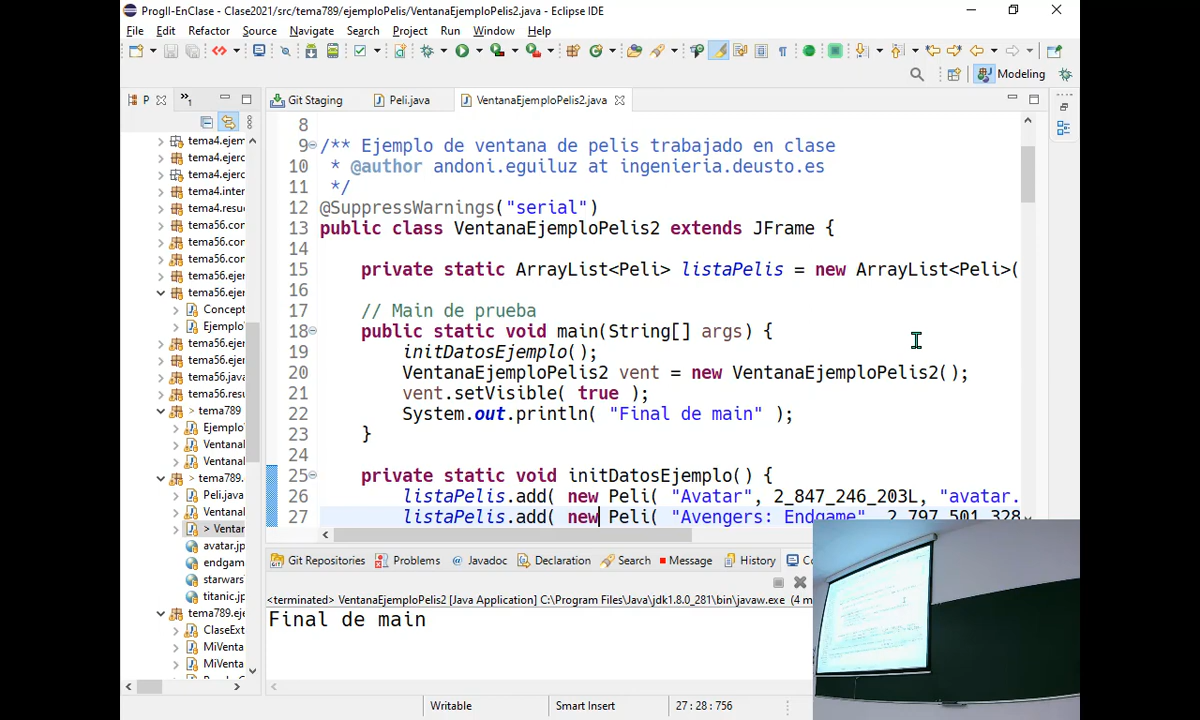 ProgII-EnClase - Clase2021/src/tema789/ejemploPelis/VentanaEjemploPelis2.java - Eclipse IDE
File Edit Refactor Source Navigate Search Project Run Window Help
Modeling
P
Git Staging Peli.java VentanaEjemploPelis2.java
tema4.ejem
tema4.ejerc
tema4.ejerc
tema4.inter
tema4.resue
tema56.con
tema56.con
tema56.con
tema56.ejer
tema56.ejer
Concept
Ejemplo
tema56.ejer
tema56.ejer
tema56.java
tema56.resu
> tema789
Ejemplo
Ventanal
Ventanal
> tema789.
Peli.java
Ventanal
> Ventar
avatar.jp
endgam
starwars
titanic.jp
tema789.eje
ClaseExt
MiVenta
MiVenta
8
9 /** Ejemplo de ventana de pelis trabajado en clase
10 * @author andoni.eguiluz at ingenieria.deusto.es
11 */
12 @SuppressWarnings("serial")
13 public class VentanaEjemploPelis2 extends JFrame {
14
15 private static ArrayList<Peli> listaPelis = new ArrayList<Peli>(
16
17 // Main de prueba
18 public static void main(String[] args) {
19 initDatosEjemplo();
20 VentanaEjemploPelis2 vent = new VentanaEjemploPelis2();
21 vent.setVisible( true );
22 System.out.println( "Final de main" );
23 }
24
25 private static void initDatosEjemplo() {
26 listaPelis.add( new Peli( "Avatar", 2_847_246_203L, "avatar.
27 listaPelis.add( new Peli( "Avengers: Endgame", 2_797_501_328
Git Repositories Problems Javadoc Declaration Search Message History Co
<terminated> VentanaEjemploPelis2 [Java Application] C:\Program Files\Java\jdk1.8.0_281\bin\javaw.exe (4 m
Final de main
Writable Smart Insert 27 : 28 : 756